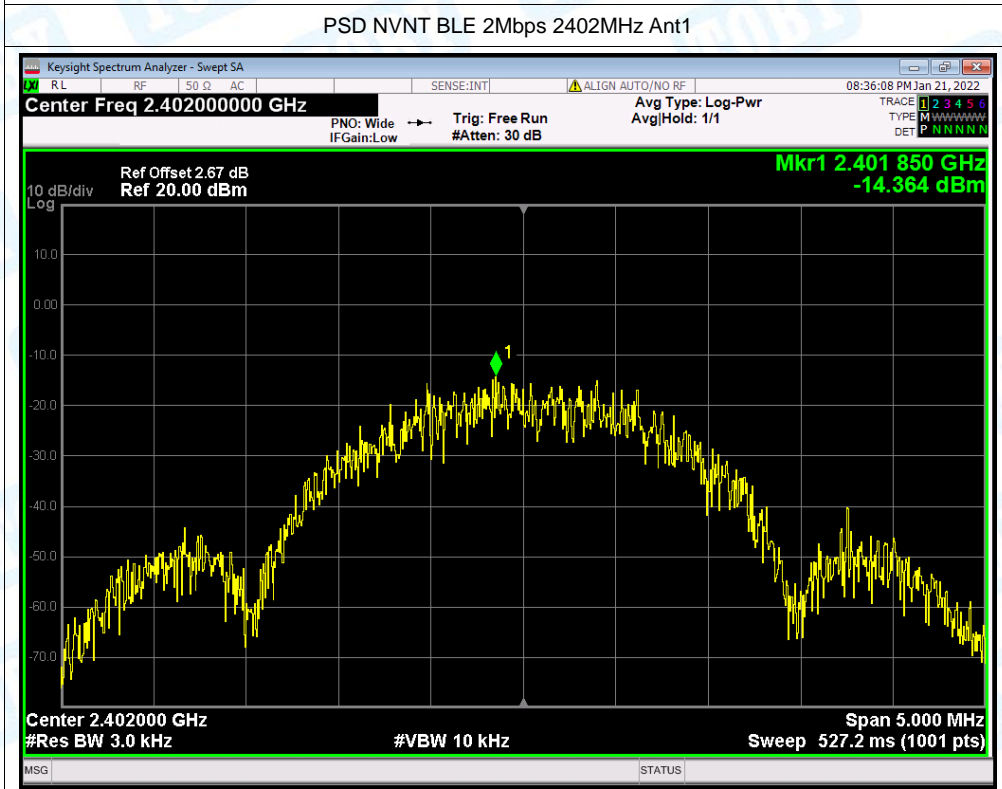 PSD NVNT BLE 2Mbps 2402MHz Ant1
Keysight Spectrum Analyzer - Swept SA
LXI RL RF 50 Ω AC SENSE:INT ALIGN AUTO/NO RF 08:36:08 PM Jan 21, 2022
Center Freq 2.402000000 GHz
PNO: Wide
IFGain:Low
Trig: Free Run
#Atten: 30 dB
Avg Type: Log-Pwr
Avg|Hold: 1/1
TRACE 1 2 3 4 5 6
TYPE M WWWWW
DET P N N N N N
Mkr1 2.401 850 GHz
-14.364 dBm
Ref Offset 2.67 dB
10 dB/div Ref 20.00 dBm
Log
10.0
0.00
-10.0
1
-20.0
-30.0
-40.0
-50.0
-60.0
-70.0
Center 2.402000 GHz Span 5.000 MHz
#Res BW 3.0 kHz #VBW 10 kHz Sweep 527.2 ms (1001 pts)
MSG STATUS